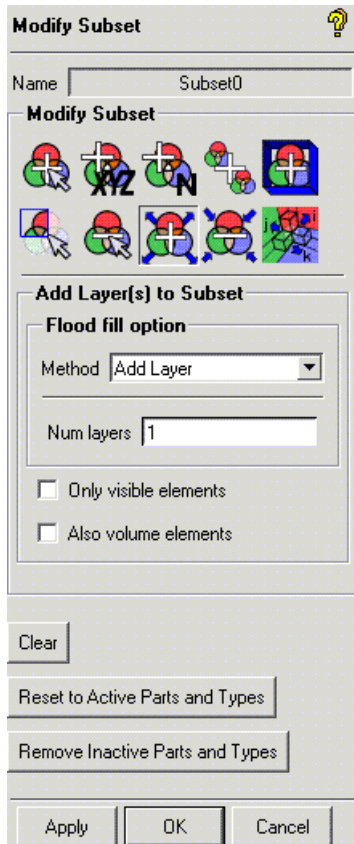 Modify Subset
Name Subset0
Modify Subset
XYZ N
j i
k
Add Layer(s) to Subset
Flood fill option
Method Add Layer
Num layers 1
Only visible elements
Also volume elements
Clear
Reset to Active Parts and Types
Remove Inactive Parts and Types
Apply OK Cancel